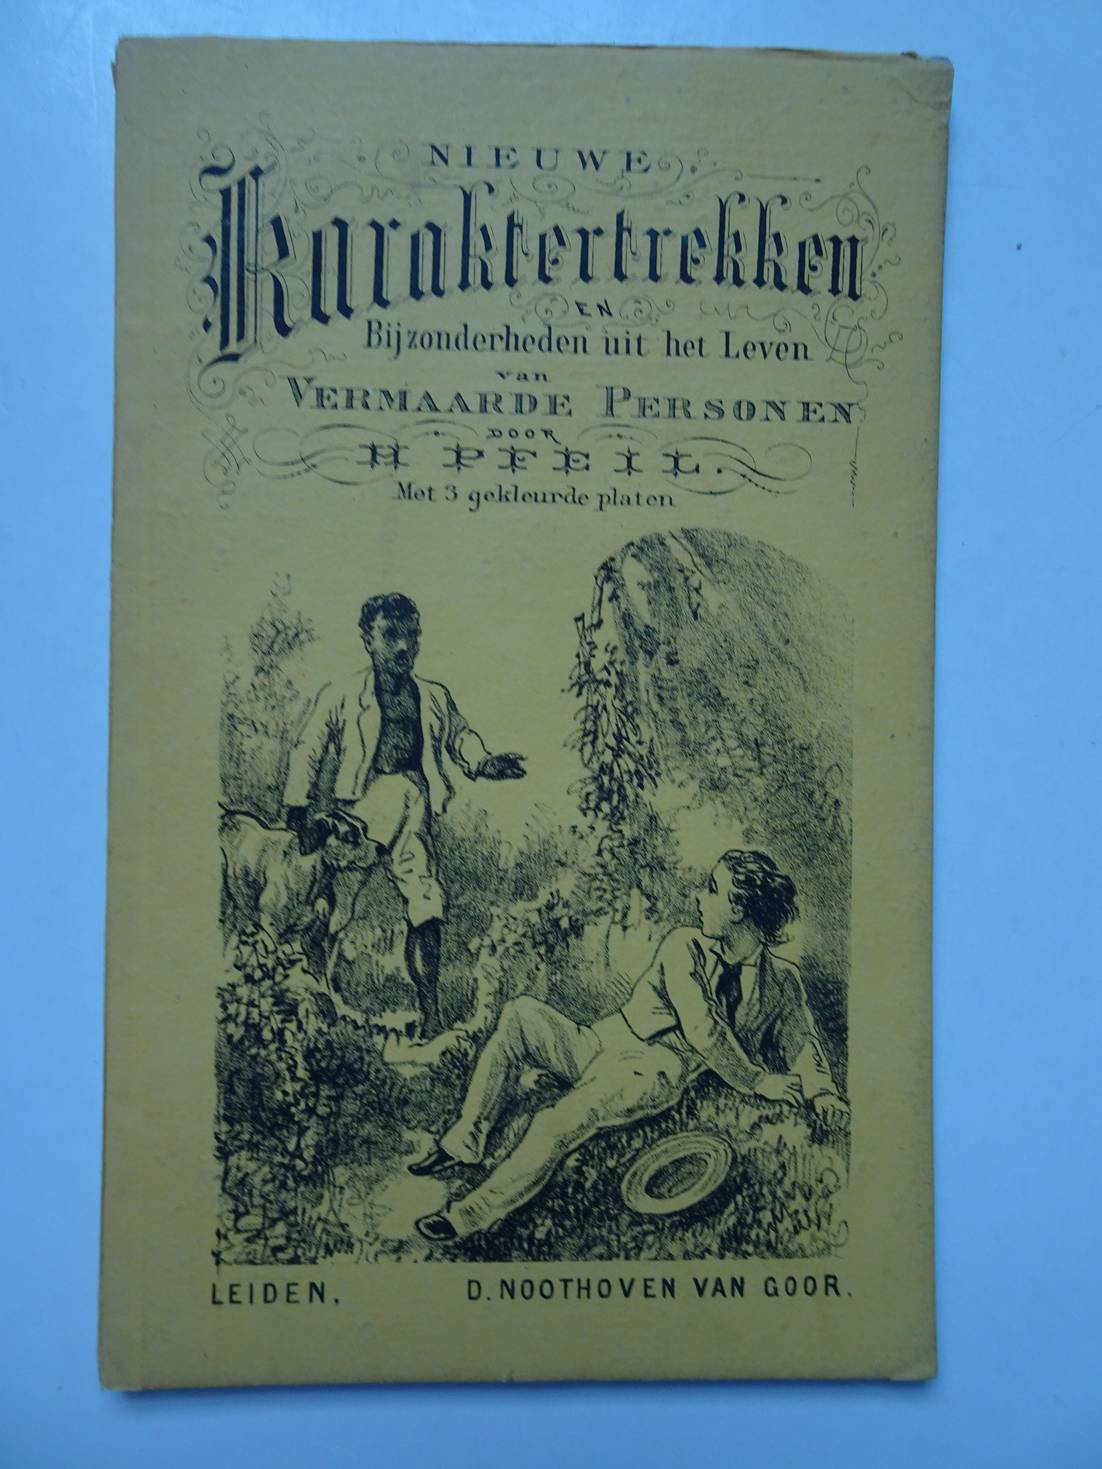 NIEUWE
Karaktertrekken
EN
Bijzonderheden uit het Leven
van
VERMAARDE PERSONEN
DOOR
H PFEIL.
Met 3 gekleurde platen
LEIDEN. D. NOOTHOVEN VAN GOOR.